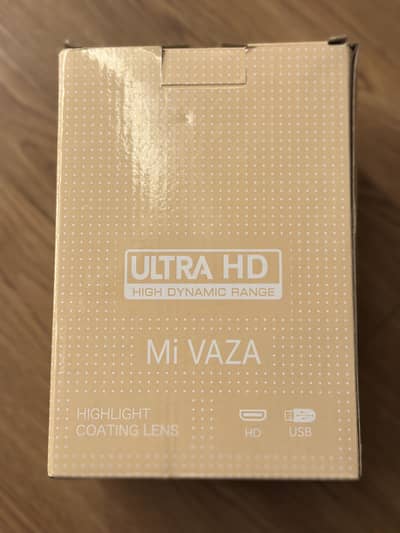 ULTRA HD
HIGH DYNAMIC RANGE
Mi VAZA
HIGHLIGHT
COATING LENS
HD
USB